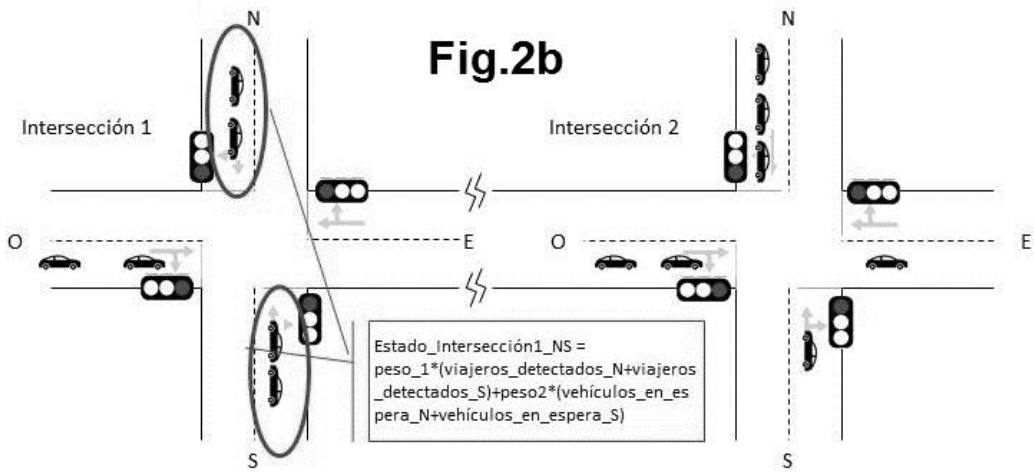 N
Fig.2b
N
Intersección 1
Intersección 2
O
E
O
E
Estado_Intersección1_NS =
peso_1*(viajeros_detectados_N+viajeros
_detectados_S)+peso2*(vehículos_en_es
pera_N+vehículos_en_espera_S)
S
S